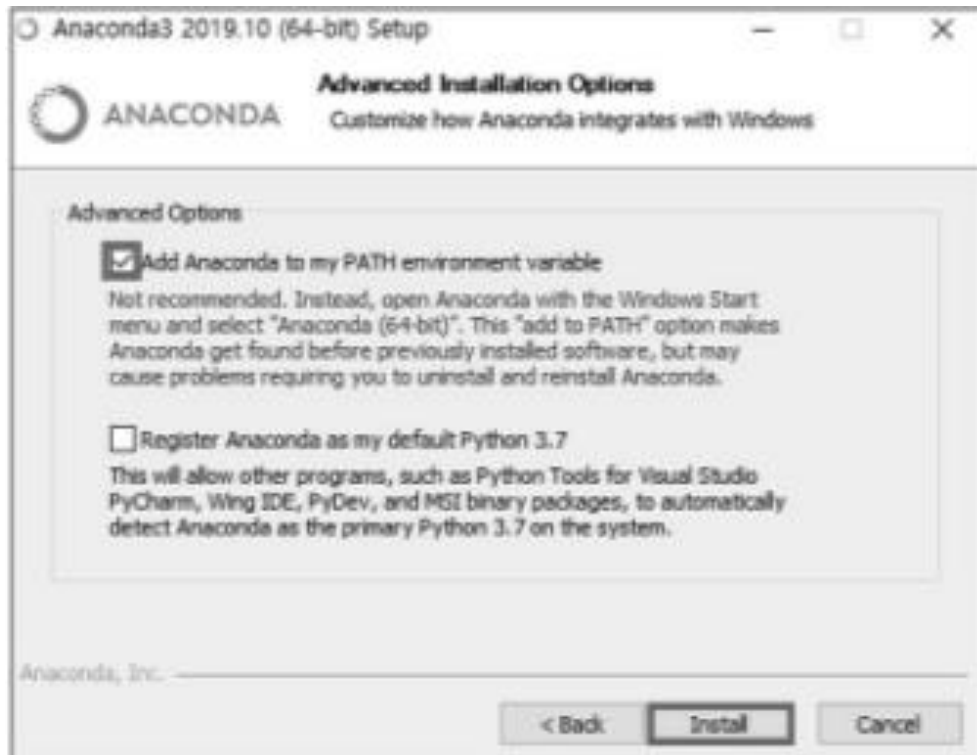 Anaconda3 2019.10 (64-bit) Setup
Advanced Installation Options
ANACONDA
Customize how Anaconda integrates with Windows
Advanced Options
Add Anaconda to my PATH environment variable
Not recommended. Instead, open Anaconda with the Windows Start
menu and select "Anaconda (64-bit)". This "add to PATH" option makes
Anaconda get found before previously installed software, but may
cause problems requiring you to uninstall and reinstall Anaconda.
Register Anaconda as my default Python 3.7
This will allow other programs, such as Python Tools for Visual Studio
PyCharm, Wing IDE, PyDev, and MSI binary packages, to automatically
detect Anaconda as the primary Python 3.7 on the system.
Anaconda, Inc.
< Back
Install
Cancel